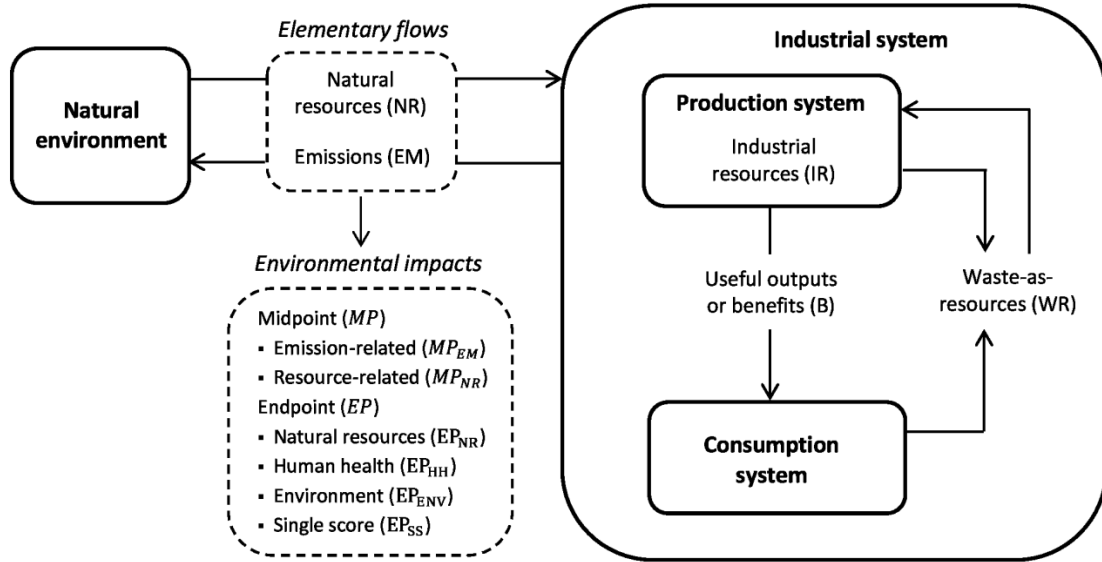 Elementary flows
Natural
environment
Natural
resources (NR)
Emissions (EM)
Environmental impacts
Midpoint (MP)
▪ Emission-related (MP_EM)
▪ Resource-related (MP_NR)
Endpoint (EP)
▪ Natural resources (EP_NR)
▪ Human health (EP_HH)
▪ Environment (EP_ENV)
▪ Single score (EP_SS)
Industrial system
Production system
Industrial
resources (IR)
Useful outputs
or benefits (B)
Waste-as-
resources (WR)
Consumption
system